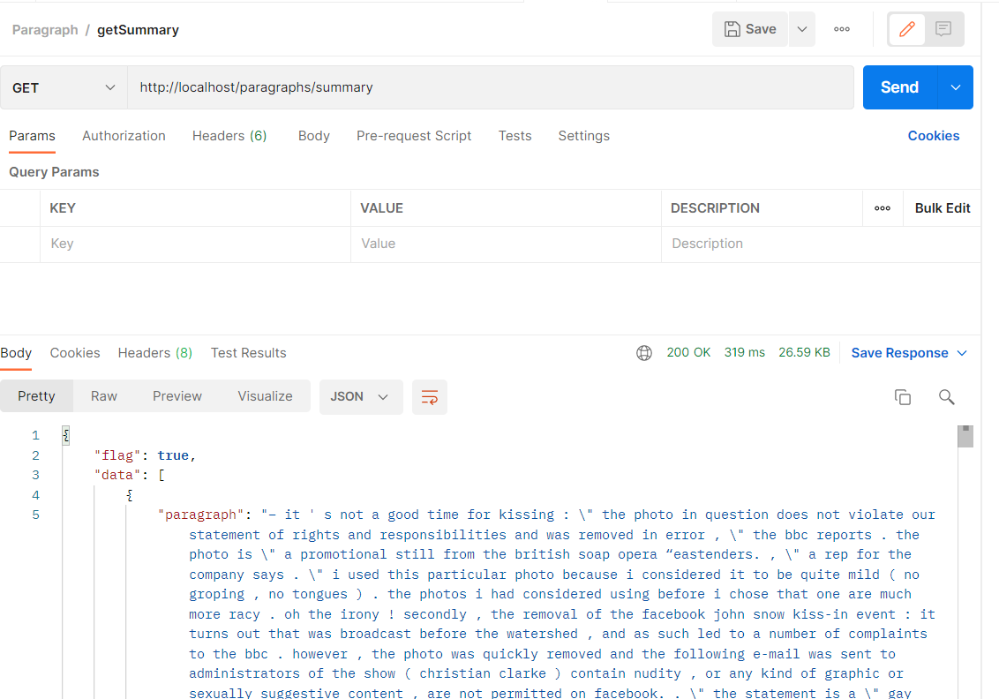 Paragraph / getSummary
Save
GET
http://localhost/paragraphs/summary
Send
Params Authorization Headers (6) Body Pre-request Script Tests Settings Cookies
Query Params
KEY VALUE DESCRIPTION Bulk Edit
Key Value Description
Body Cookies Headers (8) Test Results 200 OK 319 ms 26.59 KB Save Response
Pretty Raw Preview Visualize JSON
1 {
2 "flag": true,
3 "data": [
4 {
5 "paragraph": "– it ' s not a good time for kissing : \" the photo in question does not violate our
statement of rights and responsibilities and was removed in error , \" the bbc reports . the
photo is \" a promotional still from the british soap opera “eastenders. , \" a rep for the
company says . \" i used this particular photo because i considered it to be quite mild ( no
groping , no tongues ) . the photos i had considered using before i chose that one are much
more racy . oh the irony ! secondly , the removal of the facebook john snow kiss-in event : it
turns out that was broadcast before the watershed , and as such led to a number of complaints
to the bbc . however , the photo was quickly removed and the following e-mail was sent to
administrators of the show ( christian clarke ) contain nudity , or any kind of graphic or
sexually suggestive content , are not permitted on facebook. . \" the statement is a \" gay